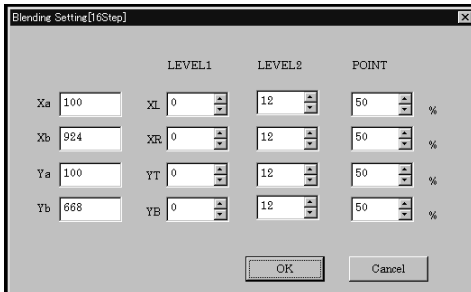 Blending Setting[16Step]
LEVEL1 LEVEL2 POINT
Xa 100 XL 0 12 50 %
Xb 924 XR 0 12 50 %
Ya 100 YT 0 12 50 %
Yb 668 YB 0 12 50 %
OK Cancel